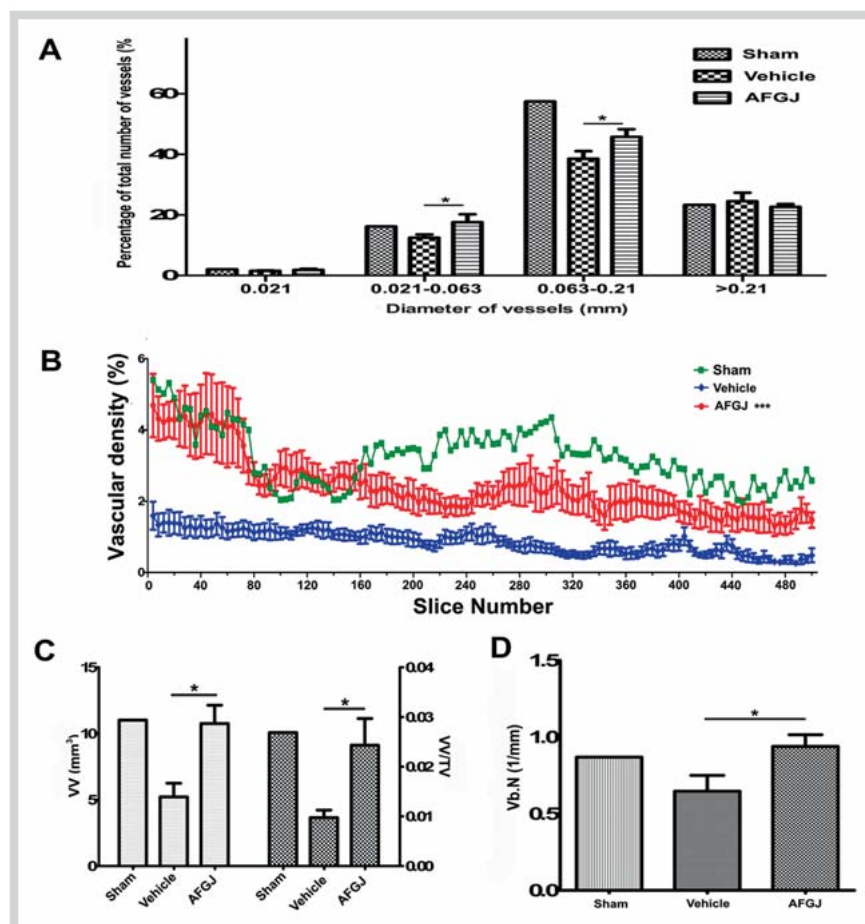 A
Percentage of total number of vessels (%
60
40
20
0
Sham
Vehicle
AFGJ
*
*
0.021
0.021-0.063
0.063-0.21
>0.21
Diameter of vessels (mm)
B
Vascular density (%)
6
4
2
0
Sham
Vehicle
AFGJ ***
0 40 80 120 160 200 240 280 320 360 400 440 480
Slice Number
C
VV (mm³)
15
10
5
0
*
*
0.04
0.03
0.02
0.01
0.00
VV/TV
Sham Vehicle AFGJ Sham Vehicle AFGJ
D
Vb.N (1/mm)
1.5
1.0
0.5
0.0
*
Sham Vehicle AFGJ